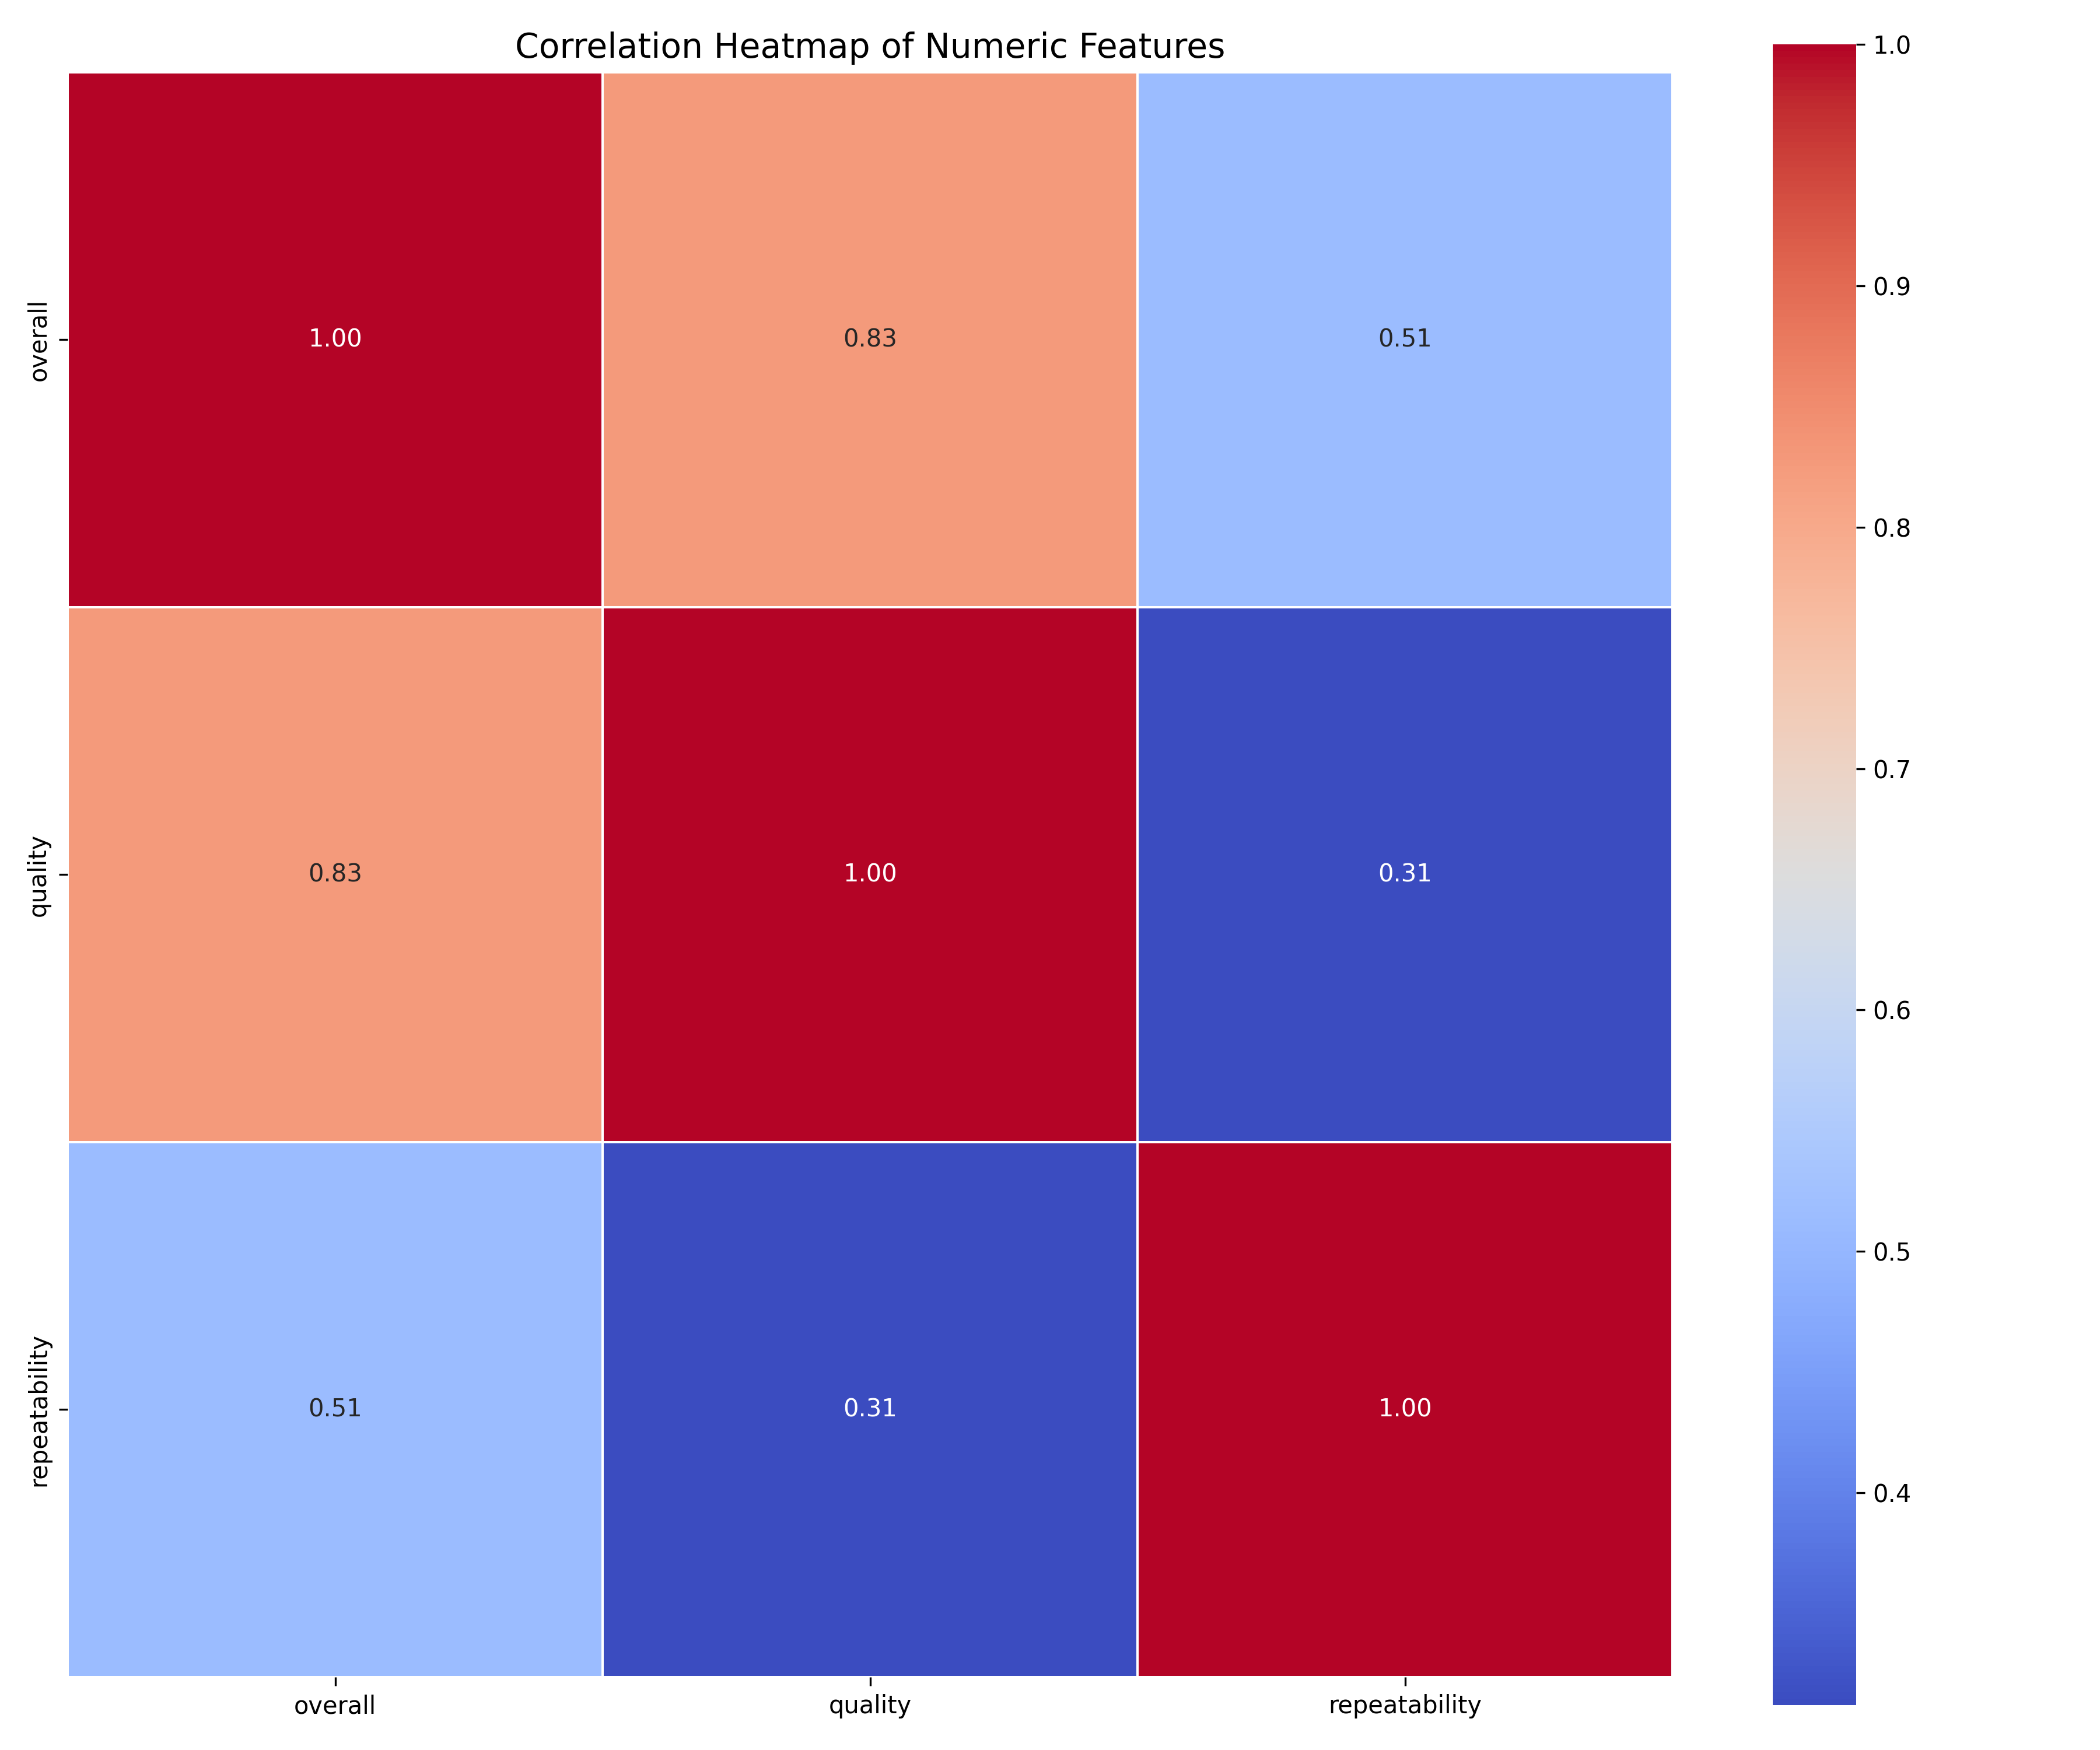 Correlation Heatmap of Numeric Features
overall
1.00
0.83
0.51
quality
0.83
1.00
0.31
repeatability
0.51
0.31
1.00
overall
quality
repeatability
1.0
0.9
0.8
0.7
0.6
0.5
0.4